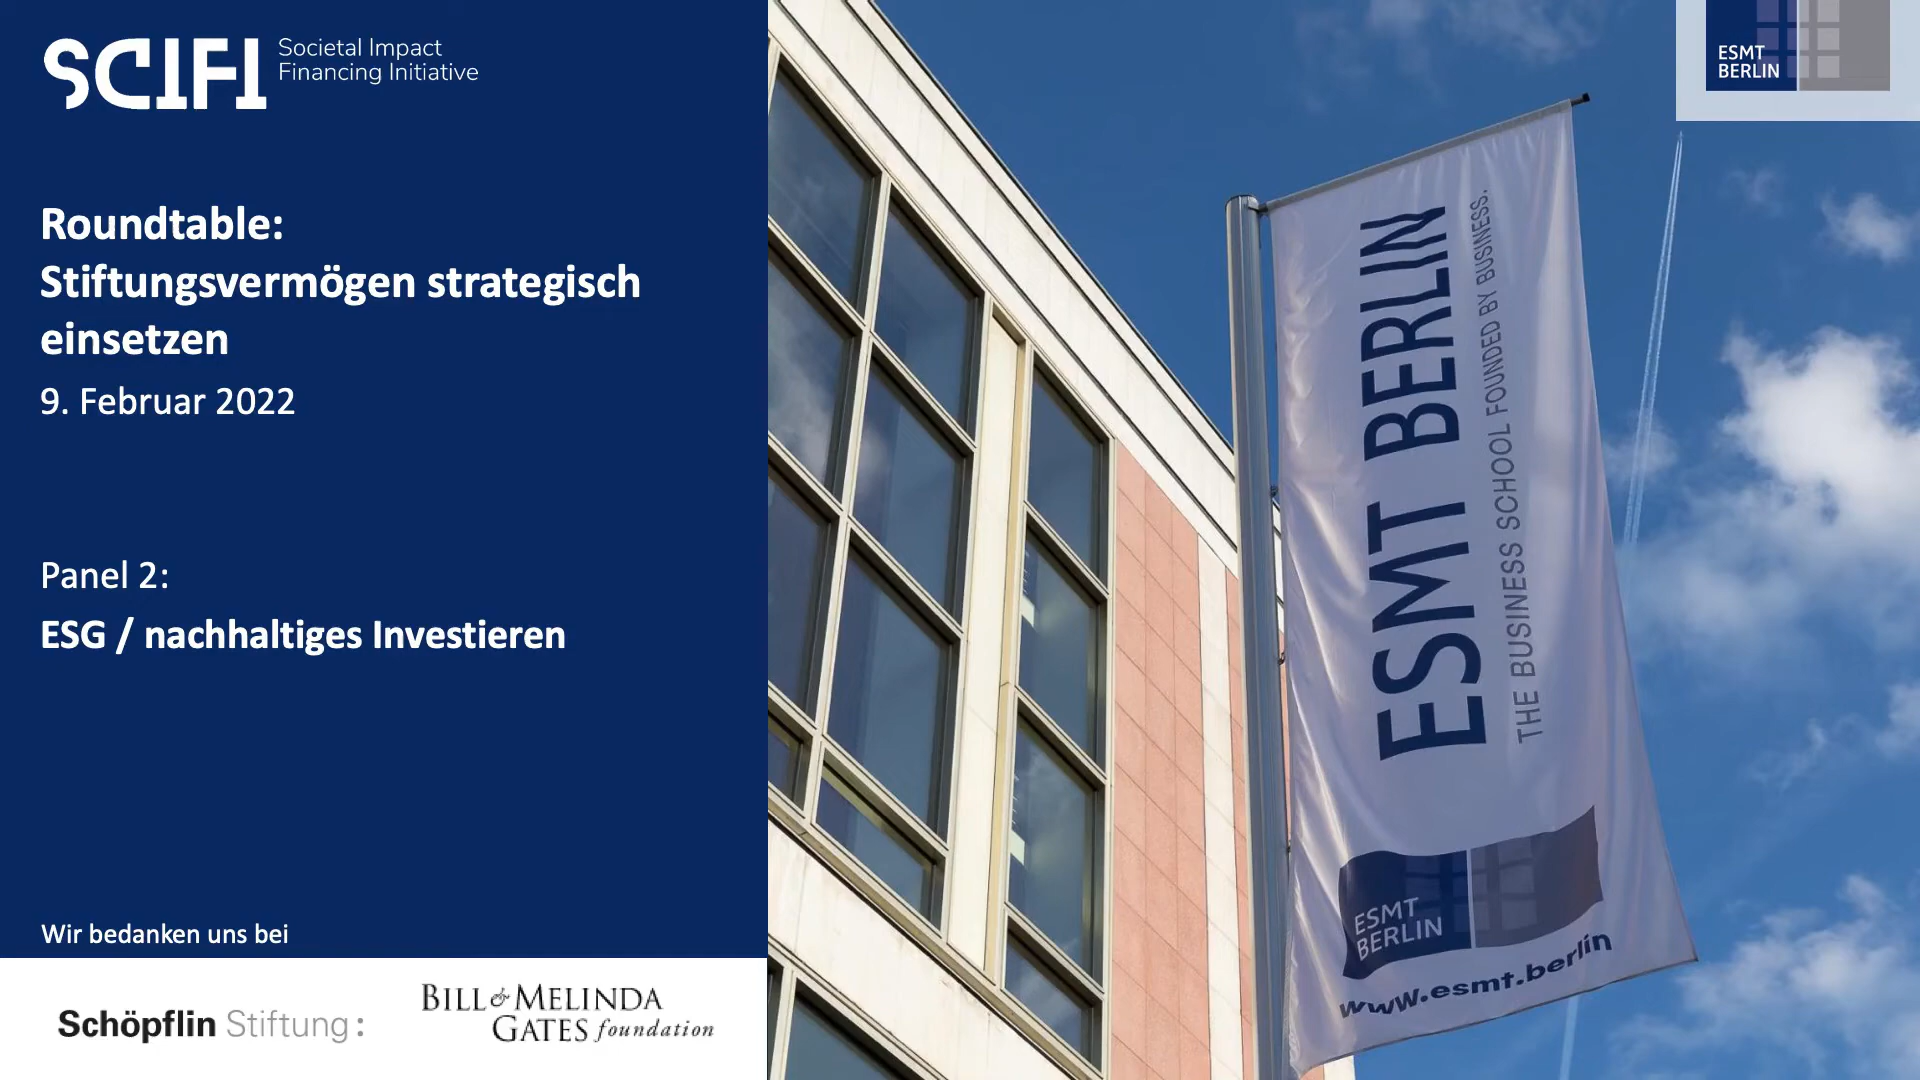 SCIFI
Societal Impact
Financing Initiative
Roundtable:
Stiftungsvermögen strategisch
einsetzen
9. Februar 2022
Panel 2:
ESG / nachhaltiges Investieren
Wir bedanken uns bei
Schöpflin Stiftung:
BILL & MELINDA
GATES foundation
ESMT
BERLIN
ESMT BERLIN
THE BUSINESS SCHOOL FOUNDED BY BUSINESS.
ESMT
BERLIN
www.esmt.berlin